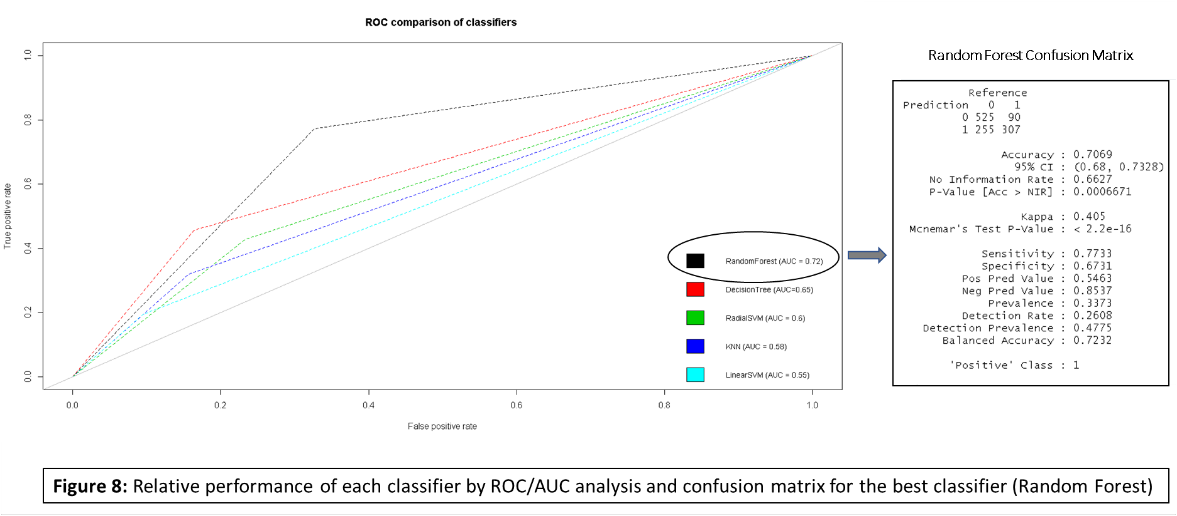 ROC comparison of classifiers
True positive rate
1.0
0.8
0.6
0.4
0.2
0.0
0.0 0.2 0.4 0.6 0.8 1.0
False positive rate
RandomForest (AUC = 0.72)
DecisionTree (AUC=0.65)
RadialSVM (AUC = 0.6)
KNN (AUC = 0.58)
LinearSVM (AUC = 0.55)
Random Forest Confusion Matrix
Reference
Prediction 0 1
0 525 90
1 255 307
Accuracy : 0.7069
95% CI : (0.68, 0.7328)
No Information Rate : 0.6627
P-Value [Acc > NIR] : 0.0006671
Kappa : 0.405
Mcnemar's Test P-Value : < 2.2e-16
Sensitivity : 0.7733
Specificity : 0.6731
Pos Pred Value : 0.5463
Neg Pred Value : 0.8537
Prevalence : 0.3373
Detection Rate : 0.2608
Detection Prevalence : 0.4775
Balanced Accuracy : 0.7232
'Positive' Class : 1
Figure 8: Relative performance of each classifier by ROC/AUC analysis and confusion matrix for the best classifier (Random Forest)